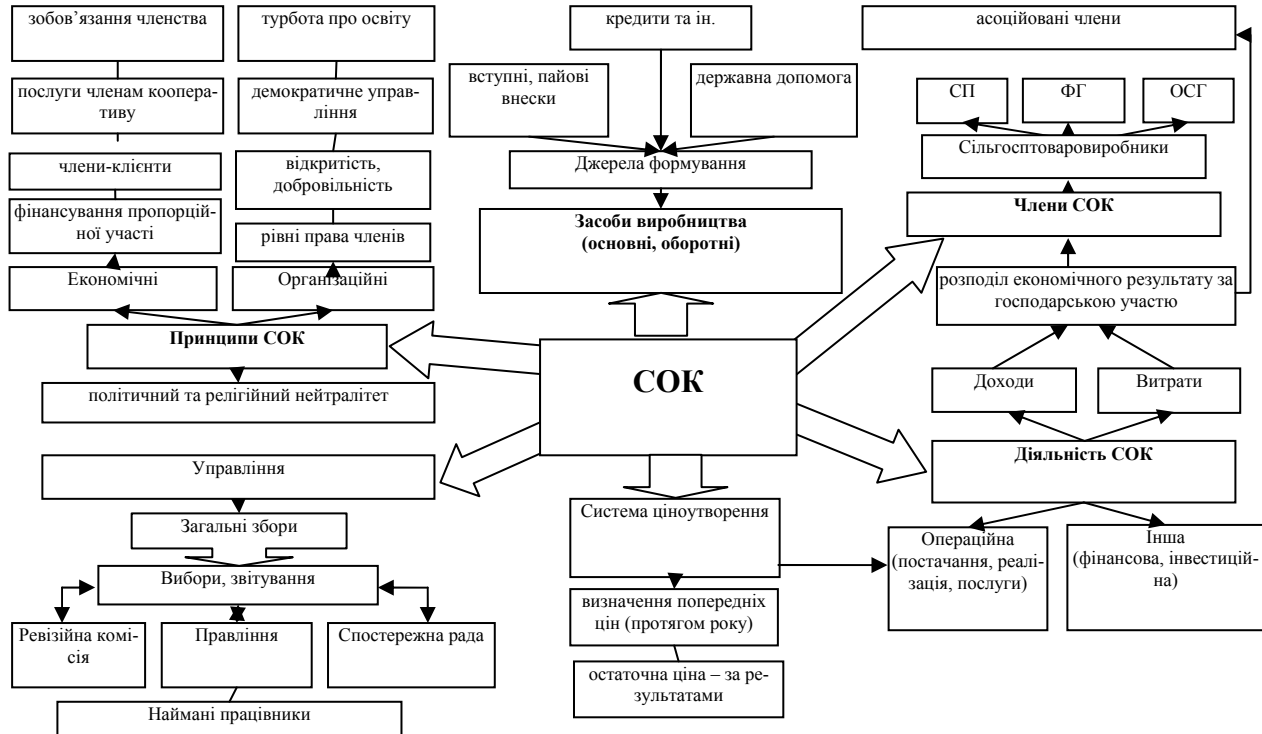 зобов’язання членства
турбота про освіту
кредити та ін.
асоційовані члени
послуги членам коопера-
тиву
демократичне управ-
ління
вступні, пайові
внески
державна допомога
СП
ФГ
ОСГ
члени-клієнти
відкритість,
добровільність
Джерела формування
Сільгосптоваровиробники
фінансування пропорцій-
ної участі
рівні права членів
Засоби виробництва
(основні, оборотні)
Члени СОК
Економічні
Організаційні
розподіл економічного результату за
господарською участю
Принципи СОК
СОК
політичний та релігійний нейтралітет
Доходи
Витрати
Управління
Діяльність СОК
Загальні збори
Система ціноутворення
Операційна
(постачання, реалі-
зація, послуги)
Інша
(фінансова, інвестицій-
на)
Вибори, звітування
визначення попередніх
цін (протягом року)
Ревізійна комі-
сія
Правління
Спостережна рада
остаточна ціна – за ре-
зультатами
Наймані працівники